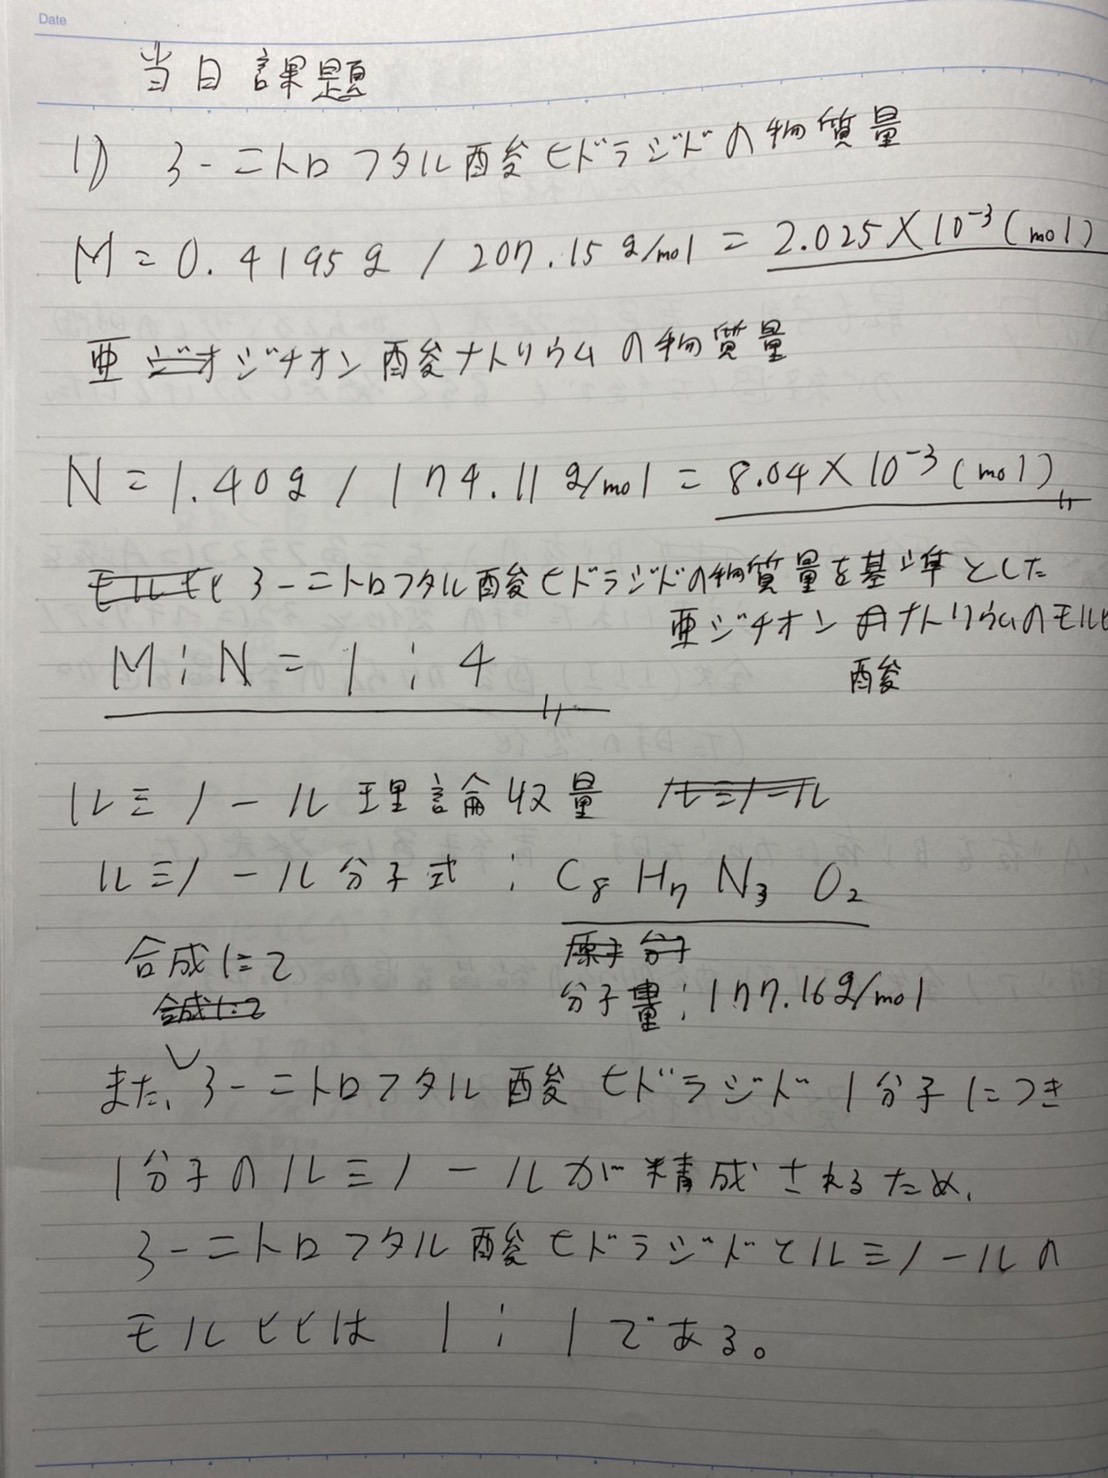 Date
当日課題
1) 3-ニトロフタル酸ヒドラジドの物質量
M = 0.4195g / 207.15 g/mol = 2.025×10⁻³ (mol)
亜ジチオン酸ナトリウムの物質量
N = 1.40g / 174.11 g/mol = 8.04×10⁻³ (mol)
3-ニトロフタル酸ヒドラジドの物質量を基準とした
亜ジチオン酸ナトリウムのモル比
M : N = 1 : 4
ルミノール理論収量
ルミノール分子式 : C₈ H₇ N₃ O₂
合成にて
分子量 : 177.16g/mol
また、3-ニトロフタル酸ヒドラジド1分子につき
1分子のルミノールが精成されるため、
3-ニトロフタル酸ヒドラジドとルミノールの
モル比は 1 : 1である。